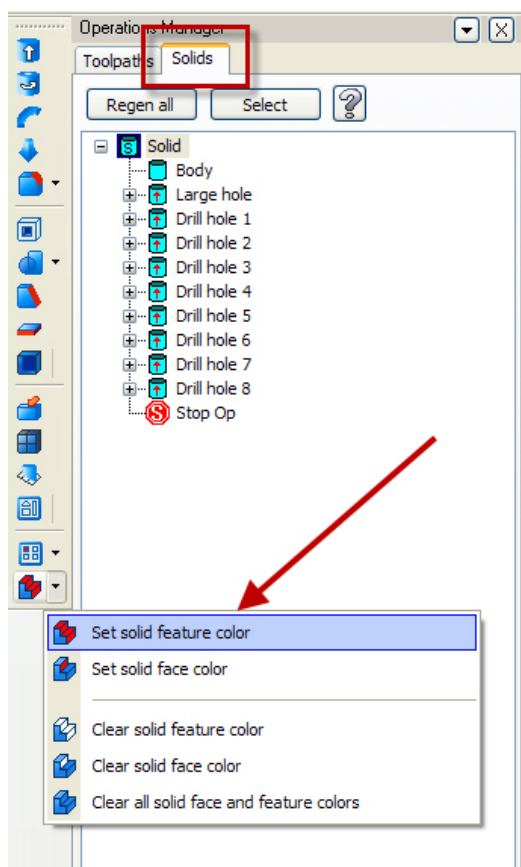 Operations Manager
Toolpaths Solids
Regen all Select
Solid
Body
Large hole
Drill hole 1
Drill hole 2
Drill hole 3
Drill hole 4
Drill hole 5
Drill hole 6
Drill hole 7
Drill hole 8
Stop Op
Set solid feature color
Set solid face color
Clear solid feature color
Clear solid face color
Clear all solid face and feature colors